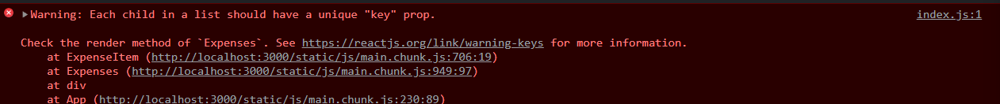 Warning: Each child in a list should have a unique "key" prop. index.js:1
Check the render method of `Expenses`. See https://reactjs.org/link/warning-keys for more information.
at ExpenseItem (http://localhost:3000/static/js/main.chunk.js:706:19)
at Expenses (http://localhost:3000/static/js/main.chunk.js:949:97)
at div
at App (http://localhost:3000/static/js/main.chunk.js:230:89)